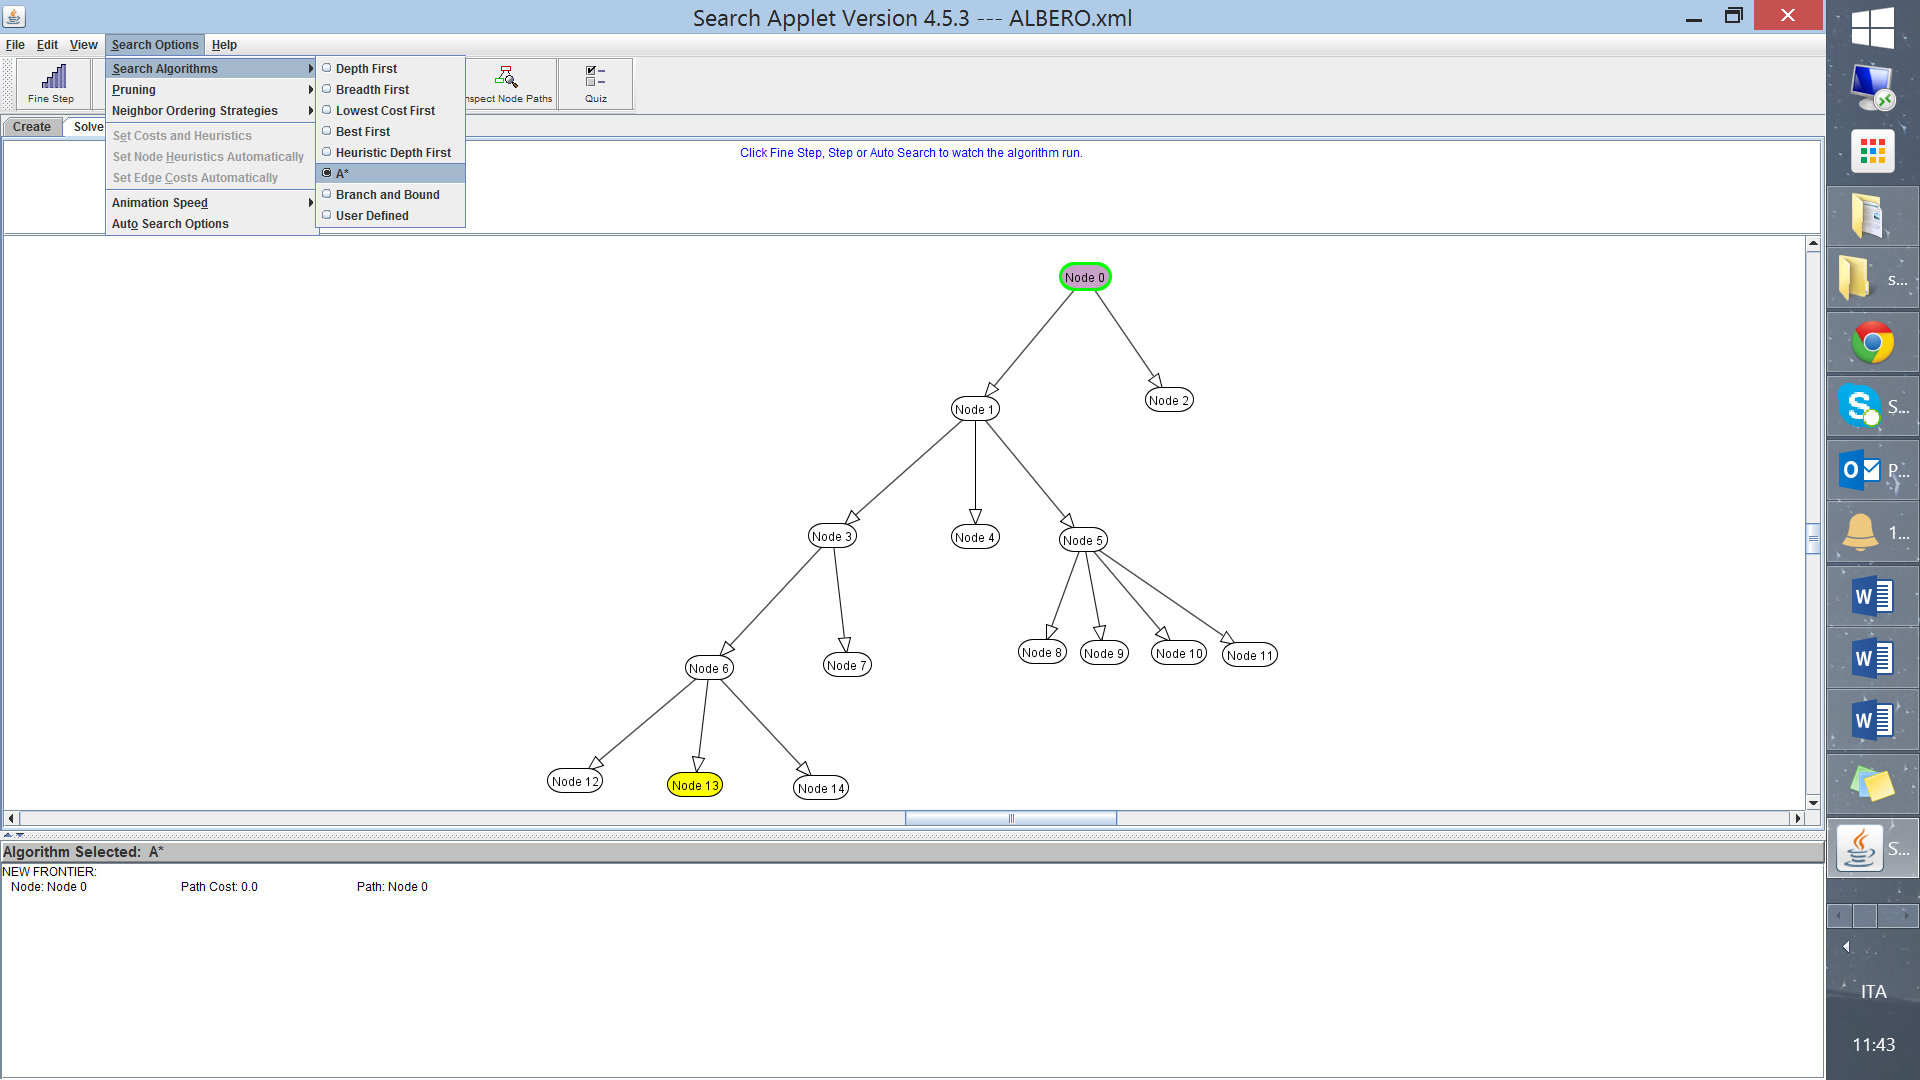 Search Applet Version 4.5.3 --- ALBERO.xml
File Edit View Search Options Help
Fine Step
nspect Node Paths
Quiz
Search Algorithms
Pruning
Neighbor Ordering Strategies
Set Costs and Heuristics
Set Node Heuristics Automatically
Set Edge Costs Automatically
Animation Speed
Auto Search Options
Depth First
Breadth First
Lowest Cost First
Best First
Heuristic Depth First
A*
Branch and Bound
User Defined
Create Solve
Click Fine Step, Step or Auto Search to watch the algorithm run.
Node 0
Node 1
Node 2
Node 3
Node 4
Node 5
Node 6
Node 7
Node 8
Node 9
Node 10
Node 11
Node 12
Node 13
Node 14
Algorithm Selected: A*
NEW FRONTIER:
Node: Node 0 Path Cost: 0.0 Path: Node 0
s...
S...
P...
1...
S...
ITA
11:43